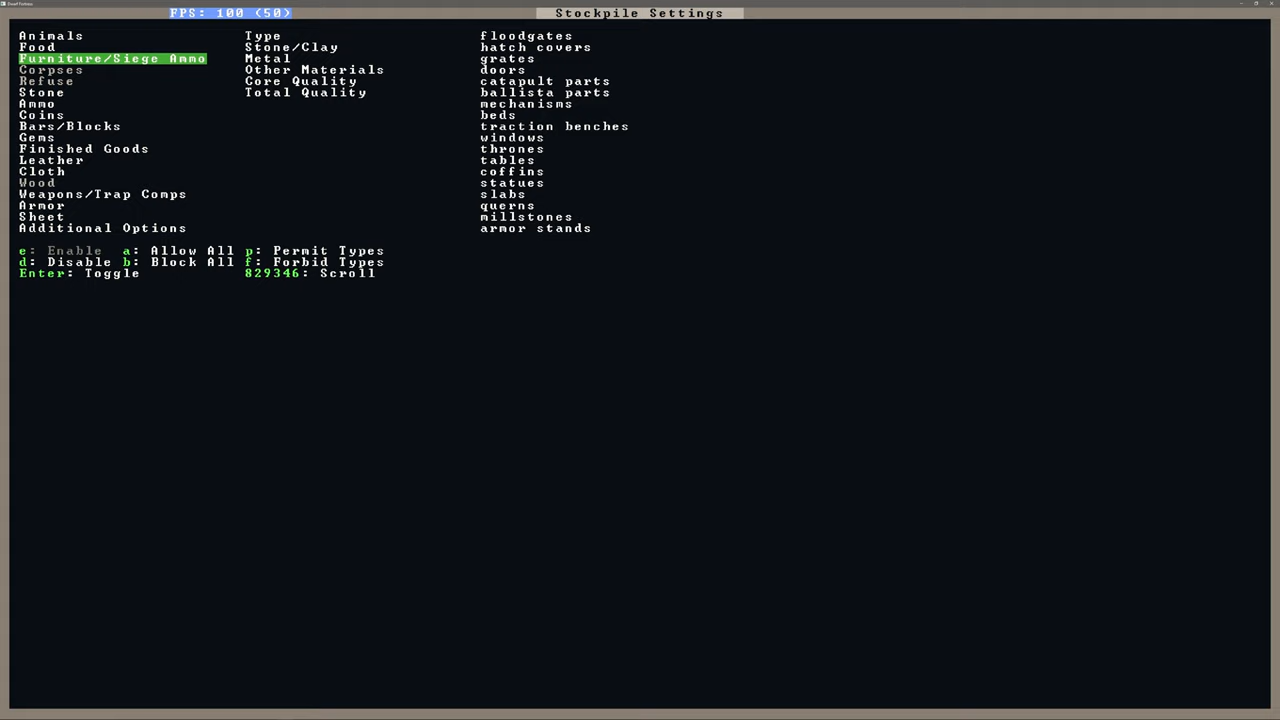 Dwarf Fortress
FPS: 100 (50)
Stockpile Settings
Animals Type floodgates
Food Stone/Clay hatch covers
Furniture/Siege Ammo Metal grates
Corpses Other Materials doors
Refuse Core Quality catapult parts
Stone Total Quality ballista parts
Ammo mechanisms
Coins beds
Bars/Blocks traction benches
Gems windows
Finished Goods thrones
Leather tables
Cloth coffins
Wood statues
Weapons/Trap Comps slabs
Armor querns
Sheet millstones
Additional Options armor stands
e: Enable a: Allow All p: Permit Types
d: Disable b: Block All f: Forbid Types
Enter: Toggle 829346: Scroll